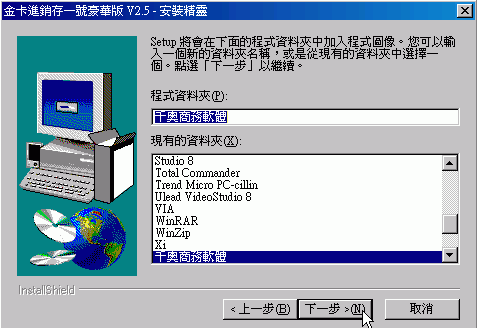 金卡進銷存一號豪華版 V2.5 - 安裝精靈
Setup 將會在下面的程式資料夾中加入程式圖像。您可以輸
入一個新的資料夾名稱，或是從現有的資料夾中選擇一
個。點選「下一步」以繼續。
程式資料夾(P):
千奧商務軟體
現有的資料夾(X):
Studio 8
Total Commander
Trend Micro PC-cillin
Ulead VideoStudio 8
VIA
WinRAR
WinZip
Xi
千奧商務軟體
InstallShield
< 上一步(B)
下一步 >(N)
取消